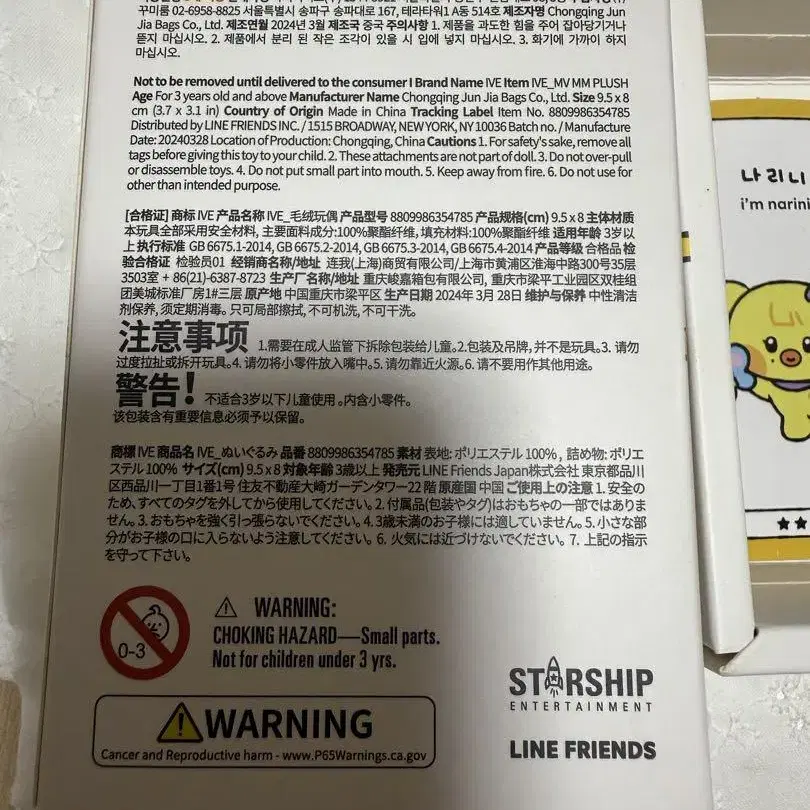 꾸미룸 02-6958-8825 서울특별시 송파구 송파대로 167, 테라타워1A동 514호 제조자명 Chongqing Jun
Jia Bags Co., Ltd. 제조연월 2024년 3월 제조국 중국 주의사항 1. 제품을 과도한 힘을 주어 잡아당기거나
뜯지 마십시오. 2. 제품에서 분리 된 작은 조각이 있을 시 입에 넣지 마십시오. 3. 화기에 가까이 하지
마십시오.
Not to be removed until delivered to the consumer I Brand Name IVE Item IVE_MV MM PLUSH
Age For 3 years old and above Manufacturer Name Chongqing Jun Jia Bags Co., Ltd. Size 9.5 x 8
cm (3.7 x 3.1 in) Country of Origin Made in China Tracking Label Item No. 8809986354785
Distributed by LINE FRIENDS INC. / 1515 BROADWAY, NEW YORK, NY 10036 Batch no. / Manufacture
Date: 20240328 Location of Production: Chongqing, China Cautions 1. For safety's sake, remove all
tags before giving this toy to your child. 2. These attachments are not part of doll. 3. Do not over-pull
or disassemble toys. 4. Do not put small part into mouth. 5. Keep away from fire. 6. Do not use for
other than intended purpose.
[合格证] 商标 IVE 产品名称 IVE_毛绒玩偶 产品型号 8809986354785 产品规格(cm) 9.5 x 8 主体材质
本玩具全部采用安全材料, 主要面料成分:100%聚酯纤维, 填充材料:100%聚酯纤维 适用年龄 3岁以
上 执行标准 GB 6675.1-2014, GB 6675.2-2014, GB 6675.3-2014, GB 6675.4-2014 产品等级 合格品 检
验合格证 检验员01 经销商名称/地址 连我(上海)商贸有限公司/上海市黄浦区淮海中路300号35层
3503室 + 86(21)-6387-8723 生产厂名称/地址 重庆峻嘉箱包有限公司, 重庆市梁平工业园区双桂组
团美城标准厂房1#三层 原产地 中国重庆市梁平区 生产日期 2024年 3月 28日 维护与保养 中性清洁
剂保养, 须定期消毒。只可局部擦拭, 不可机洗, 不可干洗。
注意事项 1.需要在成人监管下拆除包装给儿童。2.包装及吊牌, 并不是玩具。3. 请勿
过度拉扯或拆开玩具。4. 请勿将小零件放入嘴中。5. 请勿靠近火源。6. 请不要用作其他用途。
警告! 不适合3岁以下儿童使用。内含小零件。
该包装含有重要信息必须予以保留。
商標 IVE 商品名 IVE_ぬいぐるみ 品番 8809986354785 素材 表地: ポリエステル 100% , 詰め物: ポリエ
ステル 100% サイズ(cm) 9.5 x 8 対象年齢 3歳以上 発売元 LINE Friends Japan株式会社 東京都品川
区西品川一丁目1番1号 住友不動産大崎ガーデンタワー22 階 原産国 中国 ご使用上の注意 1. 安全の
ため、すべてのタグを外してから使用してください。2. 付属品(包装やタグ)はおもちゃの一部ではありま
せん。3. おもちゃを強く引っ張らないでください。4. 3歳未満のお子様には適していません。5. 小さな部
分がお子様の口に入らないよう注意してください。6. 火気には近づけないでください。7. 上記の指示
を守って下さい。
0-3
WARNING:
CHOKING HAZARD—Small parts.
Not for children under 3 yrs.
WARNING
Cancer and Reproductive harm - www.P65Warnings.ca.gov
STARSHIP
ENTERTAINMENT
LINE FRIENDS
나 리 니
i'm narini